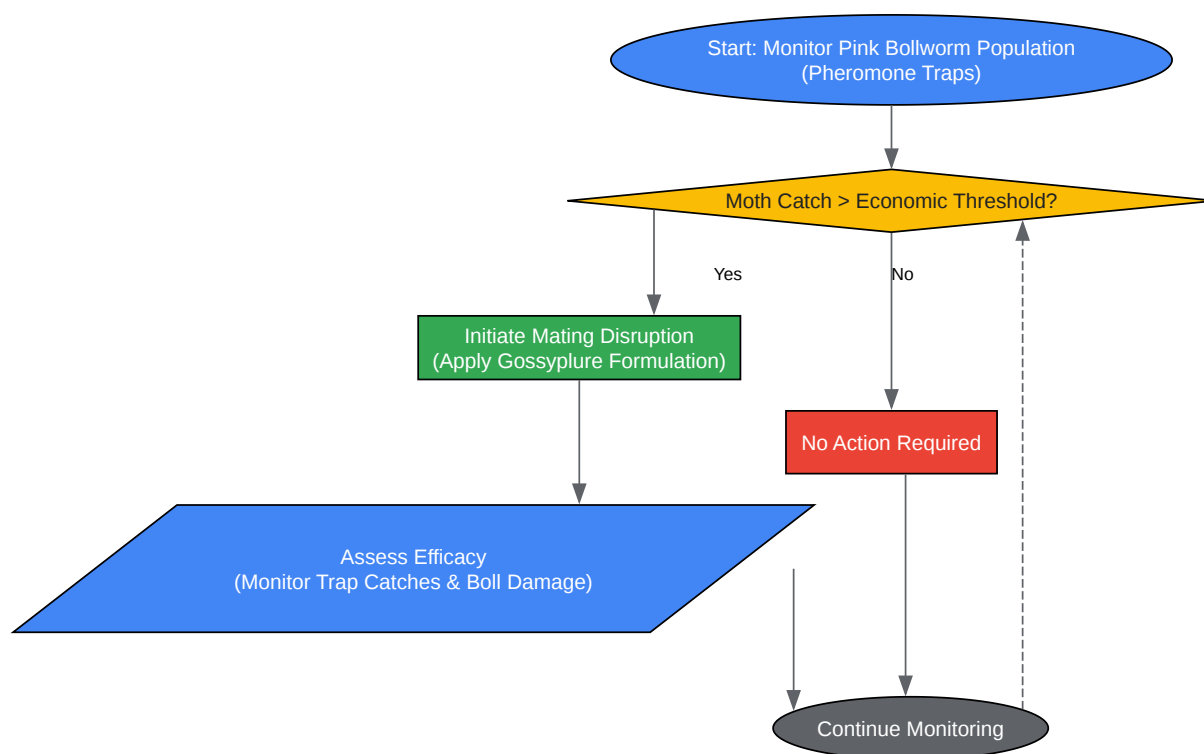 Start: Monitor Pink Bollworm Population
(Pheromone Traps)
Moth Catch > Economic Threshold?
Yes
No
Initiate Mating Disruption
(Apply Gossyplure Formulation)
No Action Required
Assess Efficacy
(Monitor Trap Catches & Boll Damage)
Continue Monitoring